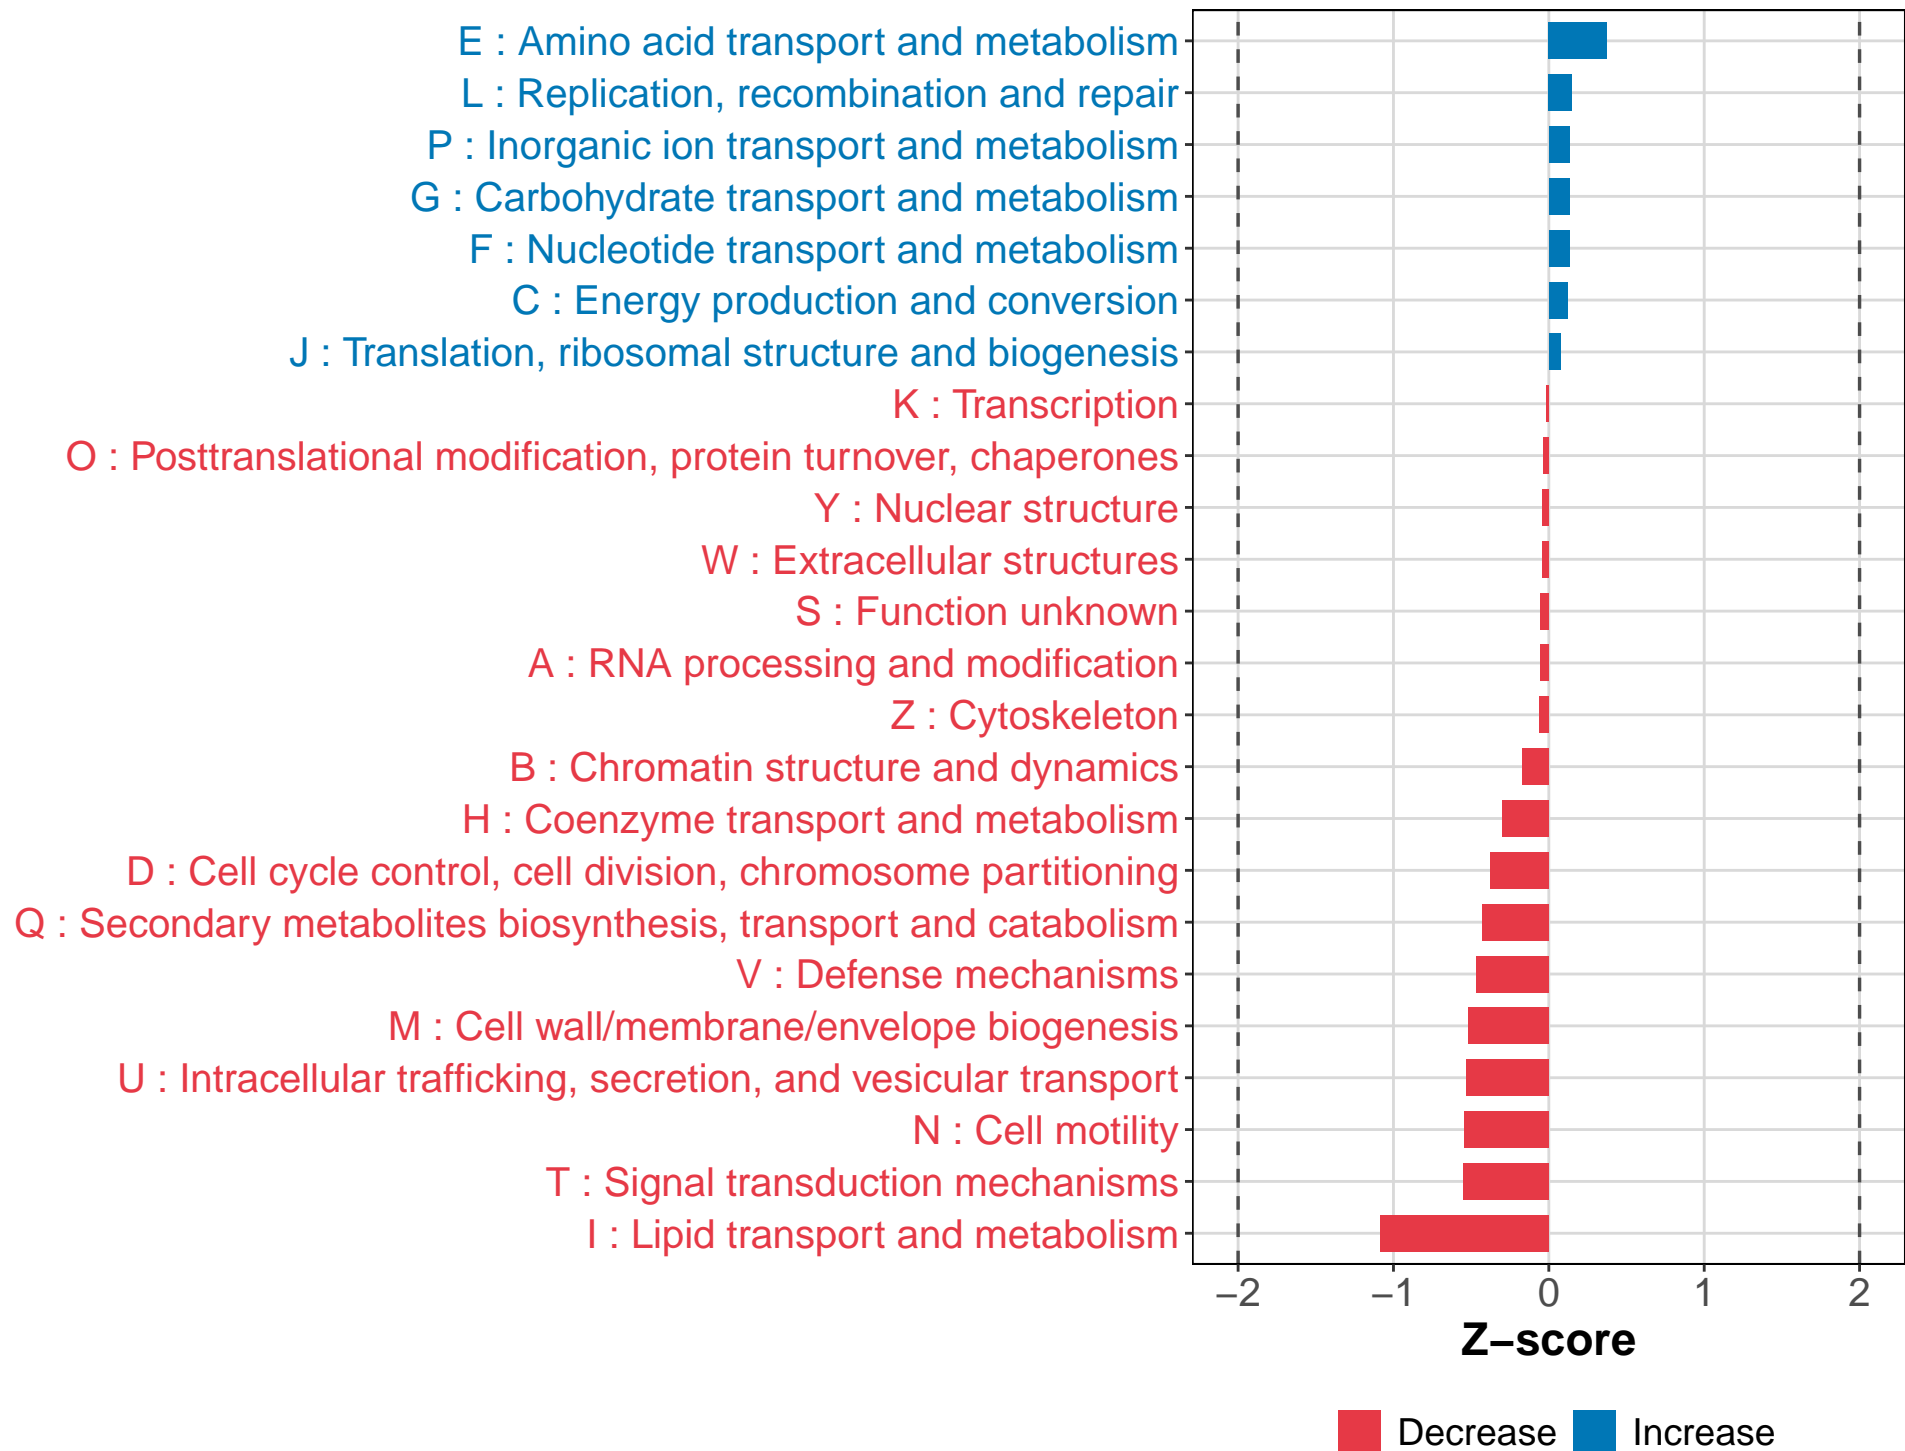 E : Amino acid transport and metabolism
L : Replication, recombination and repair
P : Inorganic ion transport and metabolism
G : Carbohydrate transport and metabolism
F : Nucleotide transport and metabolism
C : Energy production and conversion
J : Translation, ribosomal structure and biogenesis
K : Transcription
O : Posttranslational modification, protein turnover, chaperones
Y : Nuclear structure
W : Extracellular structures
S : Function unknown
A : RNA processing and modification
Z : Cytoskeleton
B : Chromatin structure and dynamics
H : Coenzyme transport and metabolism
D : Cell cycle control, cell division, chromosome partitioning
Q : Secondary metabolites biosynthesis, transport and catabolism
V : Defense mechanisms
M : Cell wall/membrane/envelope biogenesis
U : Intracellular trafficking, secretion, and vesicular transport
N : Cell motility
T : Signal transduction mechanisms
I : Lipid transport and metabolism
−2 −1 0 1 2
Z−score
Decrease Increase